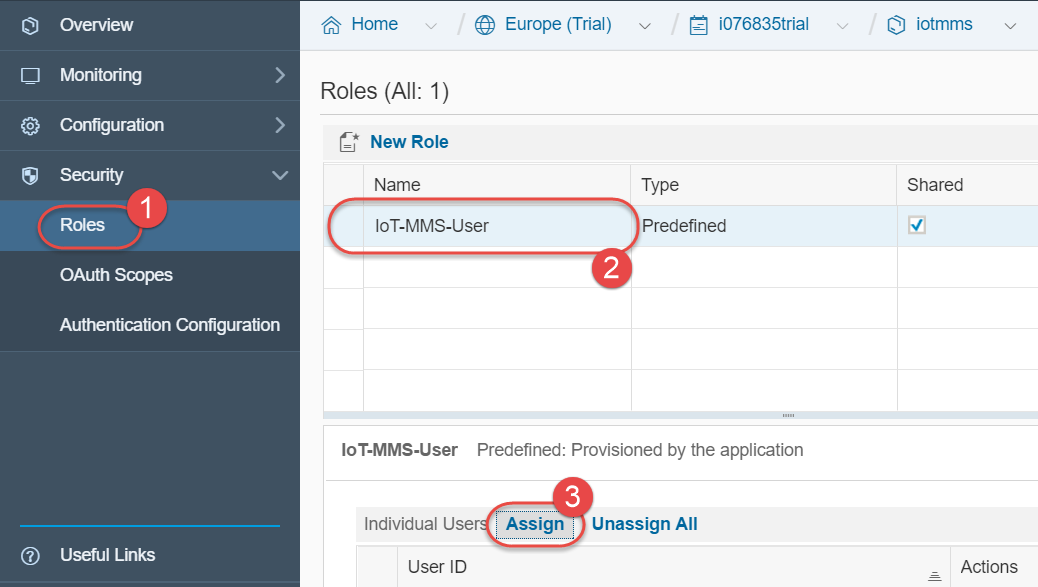 Overview
Home
Europe (Trial)
i076835trial
iotmms
Monitoring
Configuration
Security
Roles
1
OAuth Scopes
Authentication Configuration
Useful Links
Roles (All: 1)
New Role
Name Type Shared
IoT-MMS-User Predefined
2
IoT-MMS-User Predefined: Provisioned by the application
3
Individual Users Assign Unassign All
User ID Actions